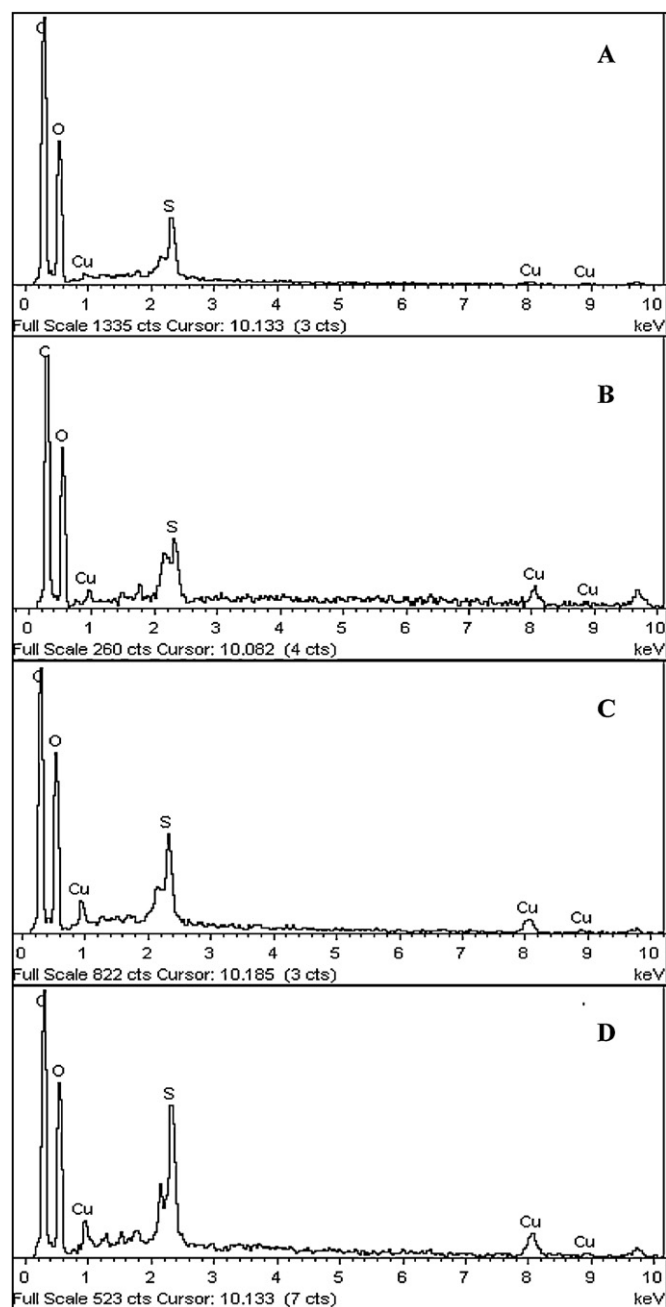 C
A
O
S
Cu
Cu
Cu
0 1 2 3 4 5 6 7 8 9 10
Full Scale 1335 cts Cursor: 10.133 (3 cts)
keV
C
B
O
S
Cu
Cu
Cu
0 1 2 3 4 5 6 7 8 9 10
Full Scale 260 cts Cursor: 10.082 (4 cts)
keV
C
C
O
S
Cu
Cu
Cu
0 1 2 3 4 5 6 7 8 9 10
Full Scale 822 cts Cursor: 10.185 (3 cts)
keV
C
D
O
S
Cu
Cu
Cu
0 1 2 3 4 5 6 7 8 9 10
Full Scale 523 cts Cursor: 10.133 (7 cts)
keV